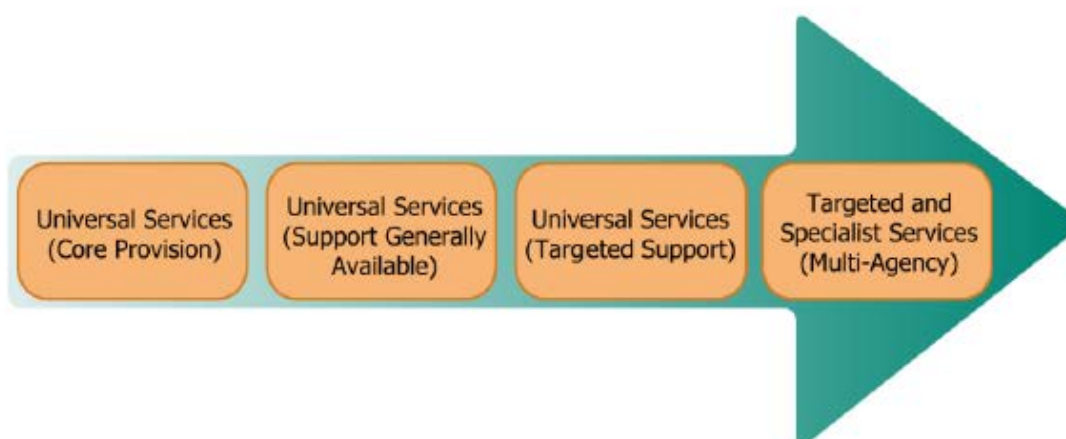 Universal Services
(Core Provision)
Universal Services
(Support Generally
Available)
Universal Services
(Targeted Support)
Targeted and
Specialist Services
(Multi-Agency)